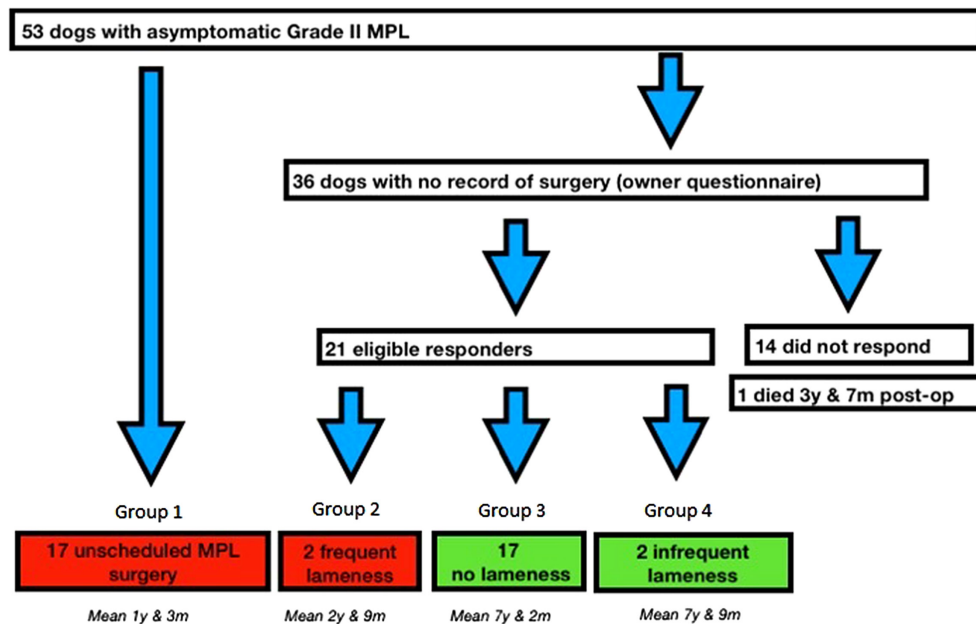 53 dogs with asymptomatic Grade II MPL
36 dogs with no record of surgery (owner questionnaire)
21 eligible responders
14 did not respond
1 died 3y & 7m post-op
Group 1
Group 2
Group 3
Group 4
17 unscheduled MPL
surgery
2 frequent
lameness
17
no lameness
2 infrequent
lameness
Mean 1y & 3m
Mean 2y & 9m
Mean 7y & 2m
Mean 7y & 9m